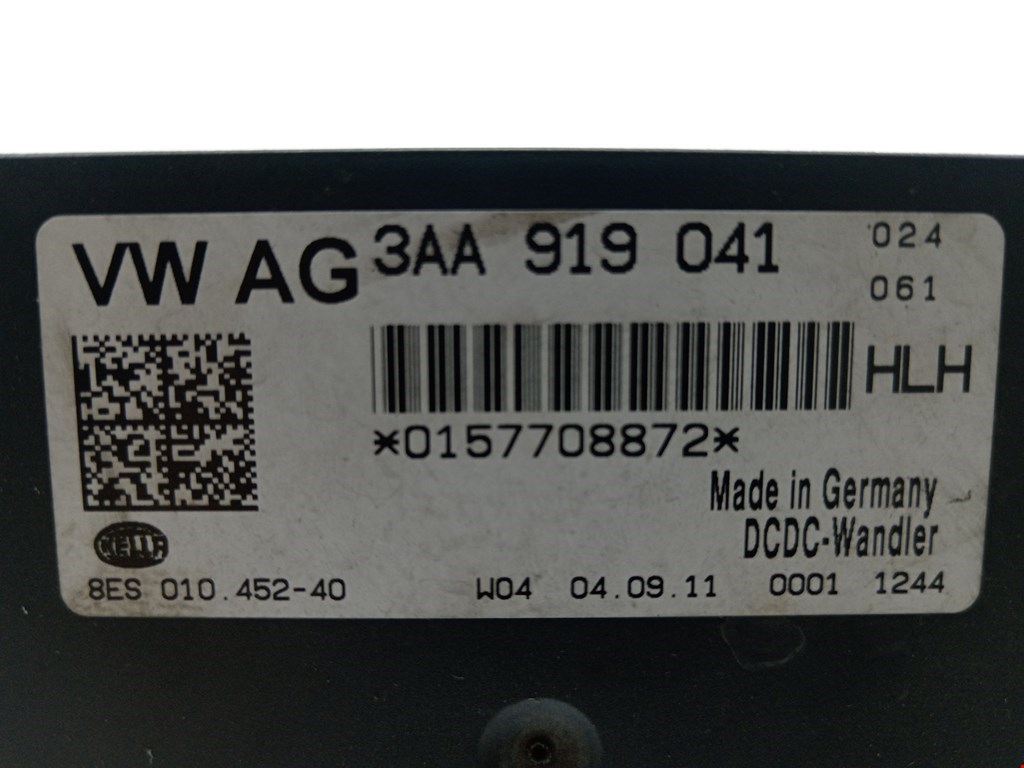 VW AG 3AA 919 041 024
061
HLH
*0157708872*
Made in Germany
DCDC-Wandler
HELLA
8ES 010.452-40 W04 04.09.11 0001 1244